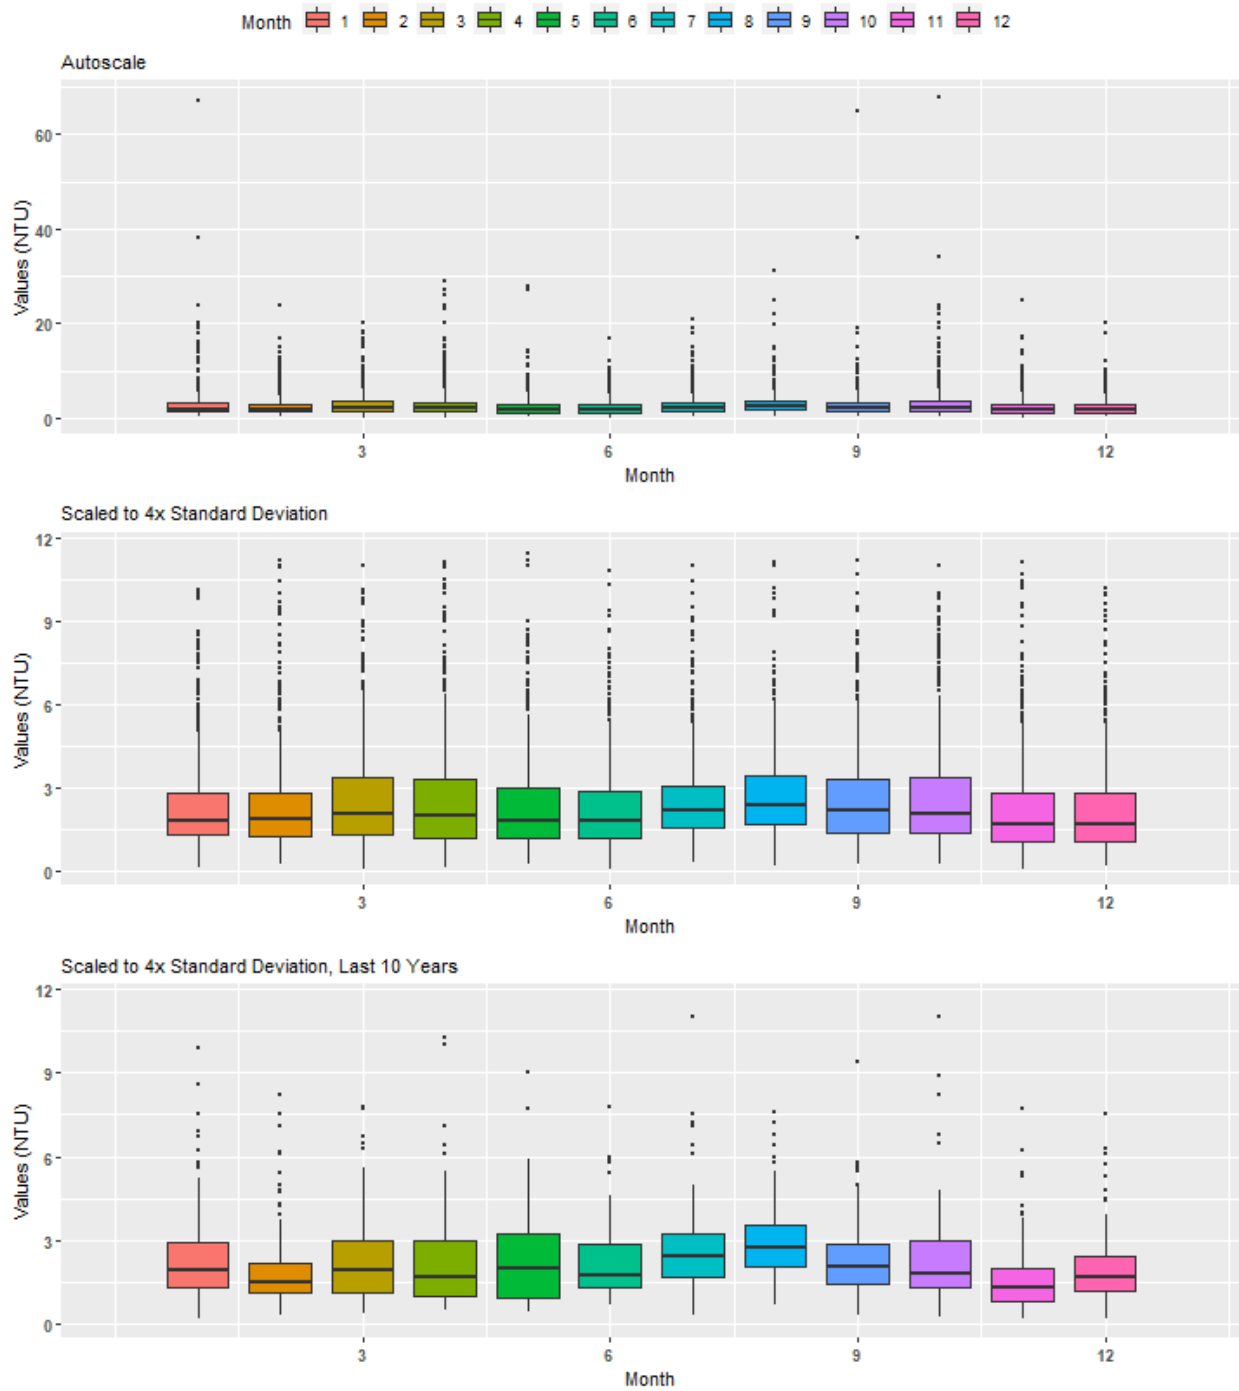 Month 1 2 3 4 5 6 7 8 9 10 11 12
Autoscale
60
40
20
0
Values (NTU)
3 6 9 12
Month
Scaled to 4x Standard Deviation
12
9
6
3
0
Values (NTU)
3 6 9 12
Month
Scaled to 4x Standard Deviation, Last 10 Years
12
9
6
3
0
Values (NTU)
3 6 9 12
Month